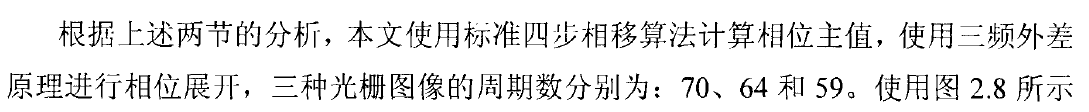 根据上述两节的分析，本文使用标准四步相移算法计算相位主值，使用三频外差
原理进行相位展开，三种光栅图像的周期数分别为：70、64 和 59。使用图 2.8 所示